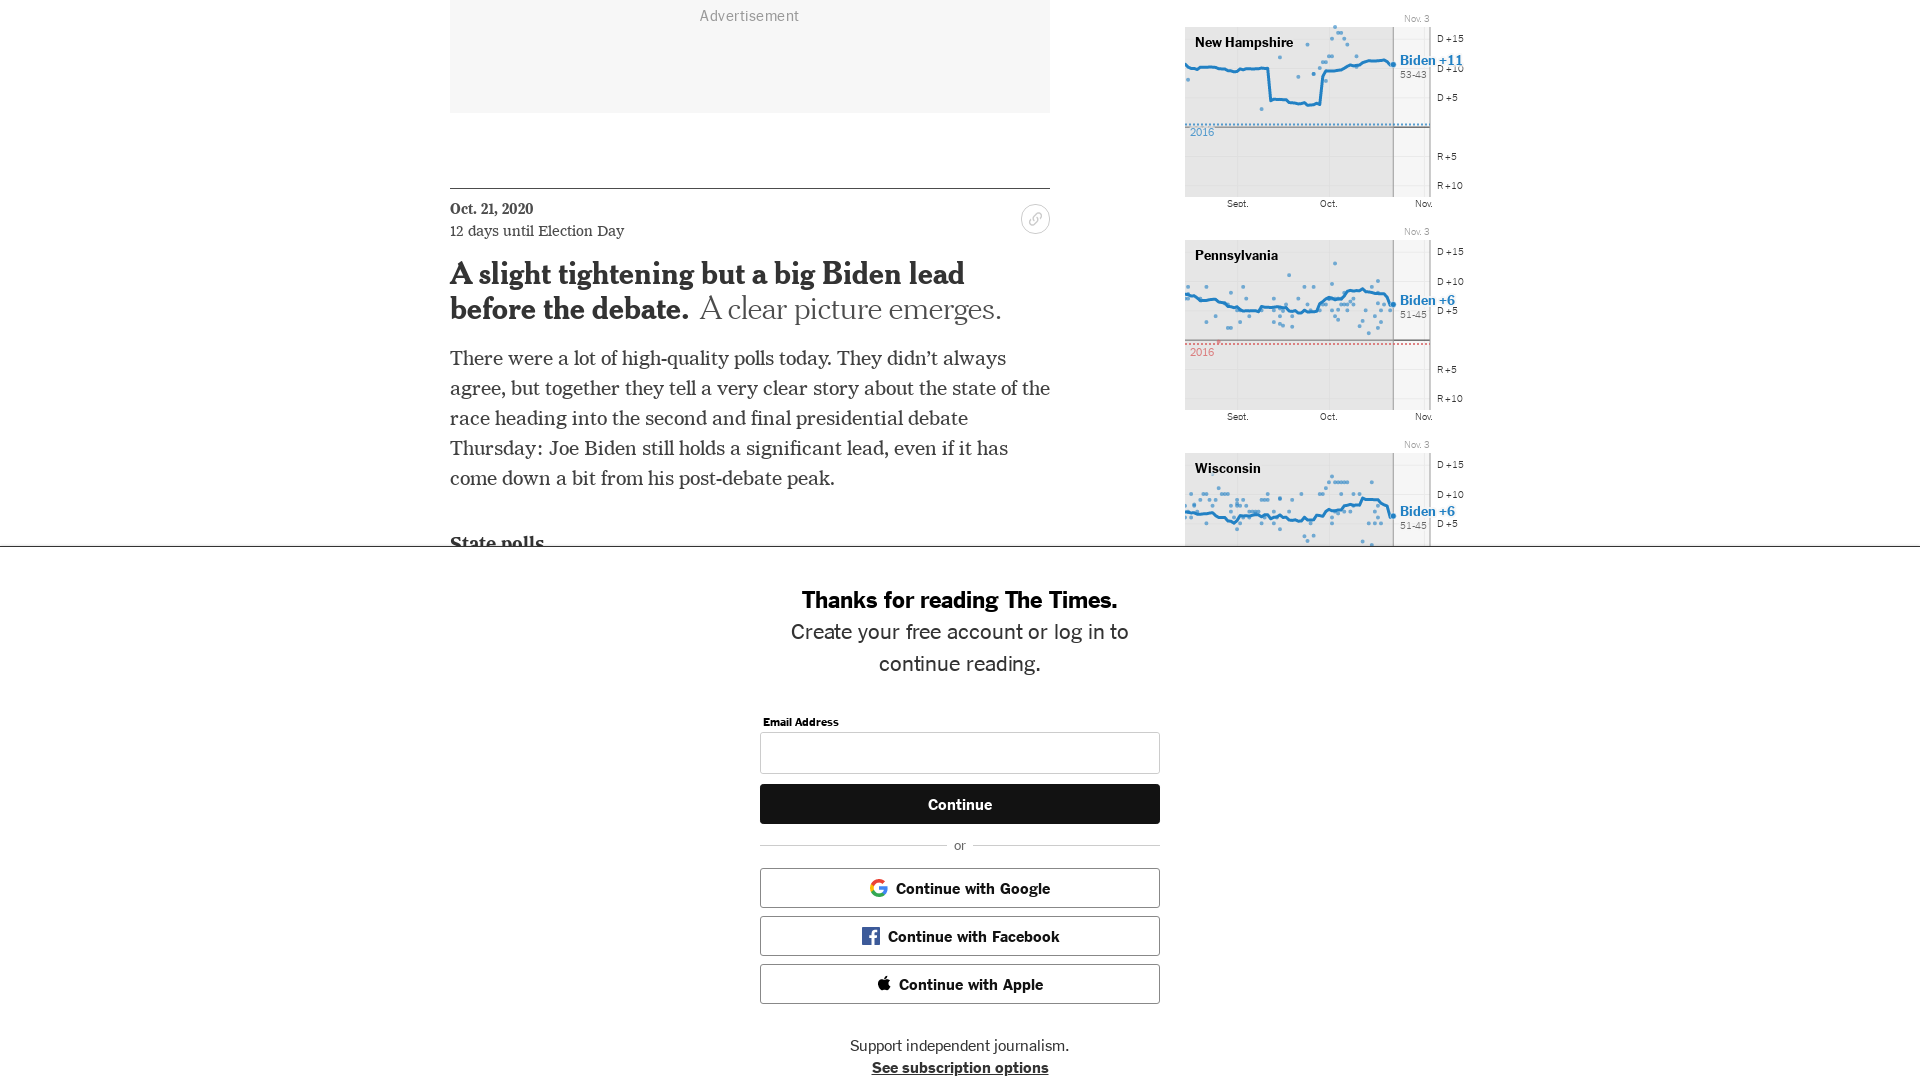 Advertisement
Oct. 21, 2020
12 days until Election Day
A slight tightening but a big Biden lead
before the debate. A clear picture emerges.
There were a lot of high-quality polls today. They didn’t always
agree, but together they tell a very clear story about the state of the
race heading into the second and final presidential debate
Thursday: Joe Biden still holds a significant lead, even if it has
come down a bit from his post-debate peak.
State polls
Nov. 3
New Hampshire
D +15
Biden +11
D +10
53-43
D +5
2016
R +5
R +10
Sept.
Oct.
Nov.
Nov. 3
Pennsylvania
D +15
D +10
Biden +6
D +5
51-45
2016
R +5
R +10
Sept.
Oct.
Nov.
Nov. 3
Wisconsin
D +15
D +10
Biden +6
51-45
D +5
Thanks for reading The Times.
Create your free account or log in to
continue reading.
Email Address
Continue
or
Continue with Google
Continue with Facebook
Continue with Apple
Support independent journalism.
See subscription options